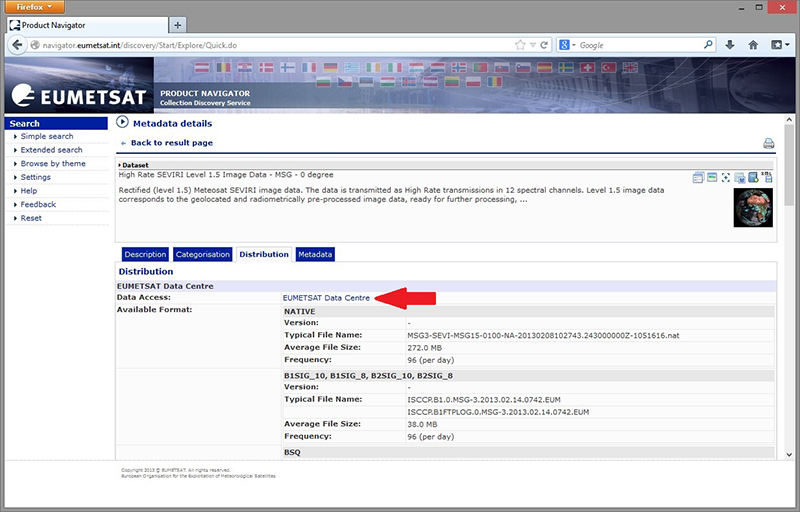 Firefox
Product Navigator
navigator.eumetsat.int/discovery/Start/Explore/Quick.do
Google
EUMETSAT
PRODUCT NAVIGATOR
Collection Discovery Service
Search
Simple search
Extended search
Browse by theme
Settings
Help
Feedback
Reset
Metadata details
Back to result page
Dataset
High Rate SEVIRI Level 1.5 Image Data - MSG - 0 degree
XML
Rectified (level 1.5) Meteosat SEVIRI image data. The data is transmitted as High Rate transmissions in 12 spectral channels. Level 1.5 image data
corresponds to the geolocated and radiometrically pre-processed image data, ready for further processing, ...
Description Categorisation Distribution Metadata
Distribution
EUMETSAT Data Centre
Data Access: EUMETSAT Data Centre
Available Format: NATIVE
Version: -
Typical File Name: MSG3-SEVI-MSG15-0100-NA-20130208102743.243000000Z-1051616.nat
Average File Size: 272.0 MB
Frequency: 96 (per day)
B1SIG_10, B1SIG_8, B2SIG_10, B2SIG_8
Version: -
Typical File Name: ISCCP.B1.0.MSG-3.2013.02.14.0742.EUM
ISCCP.B1FTPLOG.0.MSG-3.2013.02.14.0742.EUM
Average File Size: 38.0 MB
Frequency: 96 (per day)
BSQ
Copyright 2013 © EUMETSAT. All rights reserved.
European Organisation for the Exploitation of Meteorological Satellites